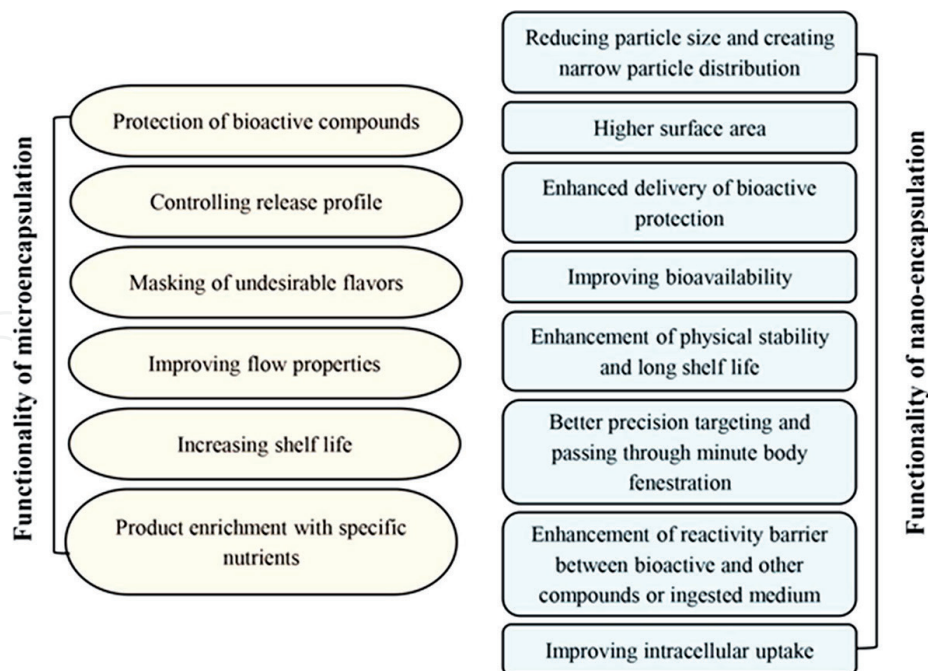 Functionality of microencapsulation
Protection of bioactive compounds
Controlling release profile
Masking of undesirable flavors
Improving flow properties
Increasing shelf life
Product enrichment with specific
nutrients
Reducing particle size and creating
narrow particle distribution
Higher surface area
Enhanced delivery of bioactive
protection
Improving bioavailability
Enhancement of physical stability
and long shelf life
Better precision targeting and
passing through minute body
fenestration
Enhancement of reactivity barrier
between bioactive and other
compounds or ingested medium
Improving intracellular uptake
Functionality of nano-encapsulation